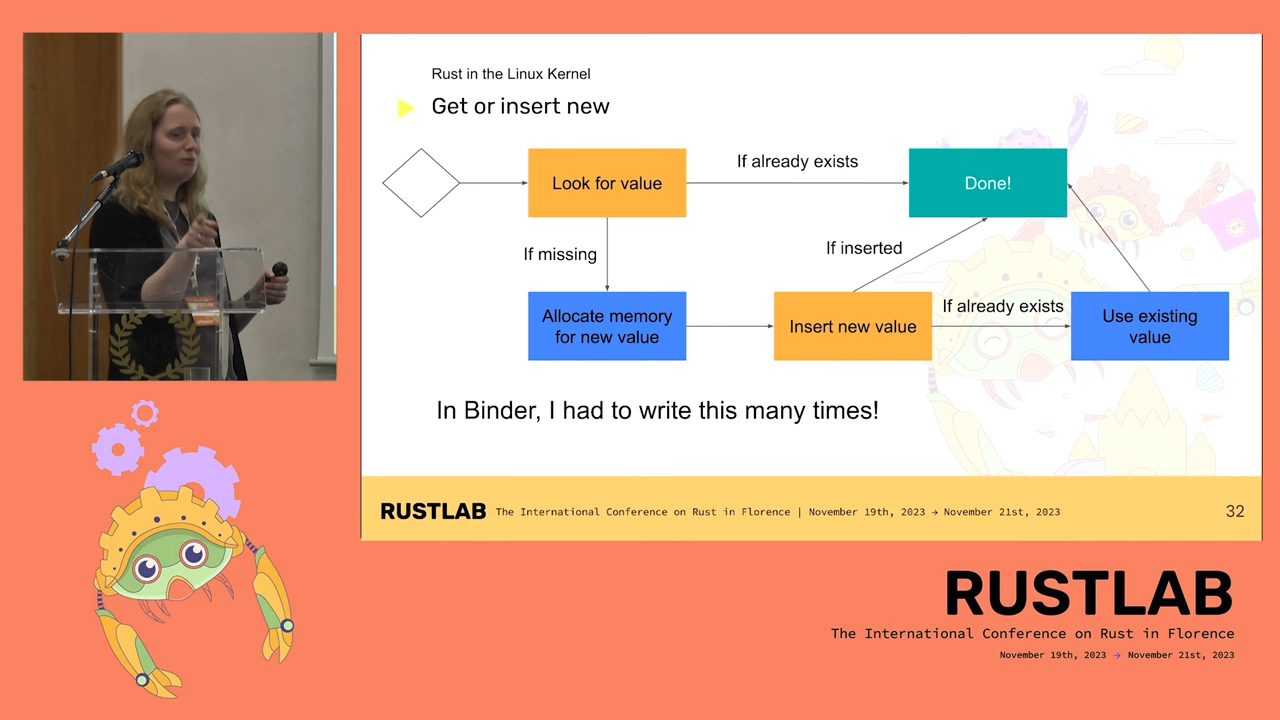 Rust in the Linux Kernel
Get or insert new
Look for value
If already exists
Done!
If missing
If inserted
Allocate memory
for new value
Insert new value
If already exists
Use existing
value
In Binder, I had to write this many times!
RUSTLAB The International Conference on Rust in Florence | November 19th, 2023 → November 21st, 2023
32
RUSTLAB
The International Conference on Rust in Florence
November 19th, 2023 → November 21st, 2023